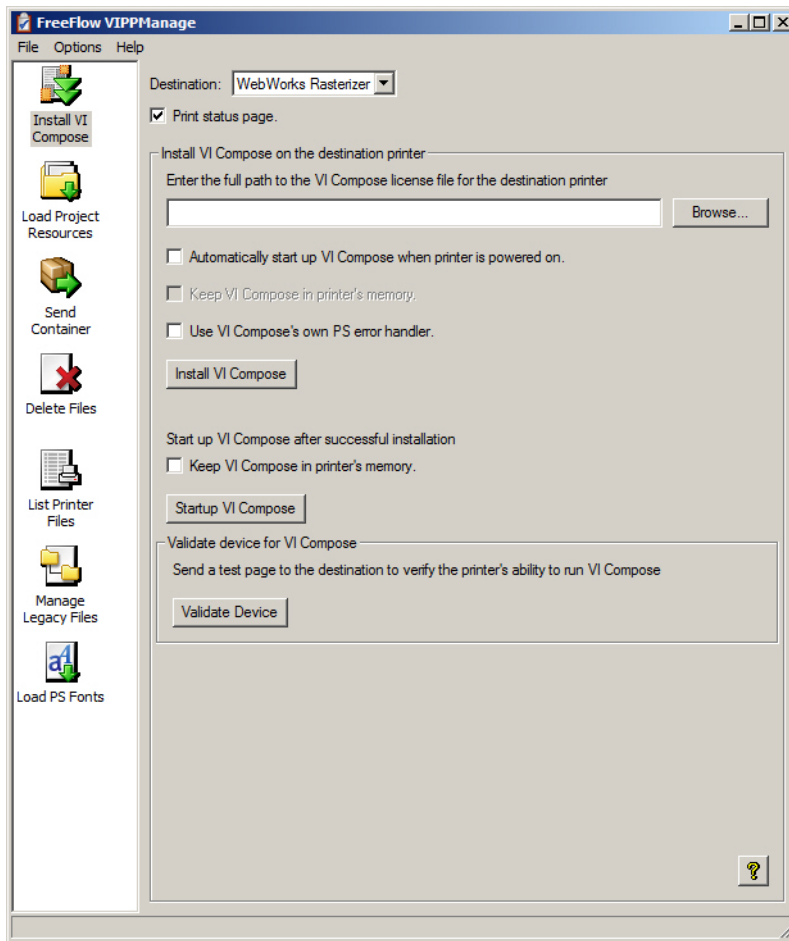 FreeFlow VIPPManage
File Options Help
Install VI
Compose
Load Project
Resources
Send
Container
Delete Files
List Printer
Files
Manage
Legacy Files
Load PS Fonts
Destination: WebWorks Rasterizer
Print status page.
Install VI Compose on the destination printer
Enter the full path to the VI Compose license file for the destination printer
Browse...
Automatically start up VI Compose when printer is powered on.
Keep VI Compose in printer's memory.
Use VI Compose's own PS error handler.
Install VI Compose
Start up VI Compose after successful installation
Keep VI Compose in printer's memory.
Startup VI Compose
Validate device for VI Compose
Send a test page to the destination to verify the printer's ability to run VI Compose
Validate Device
?